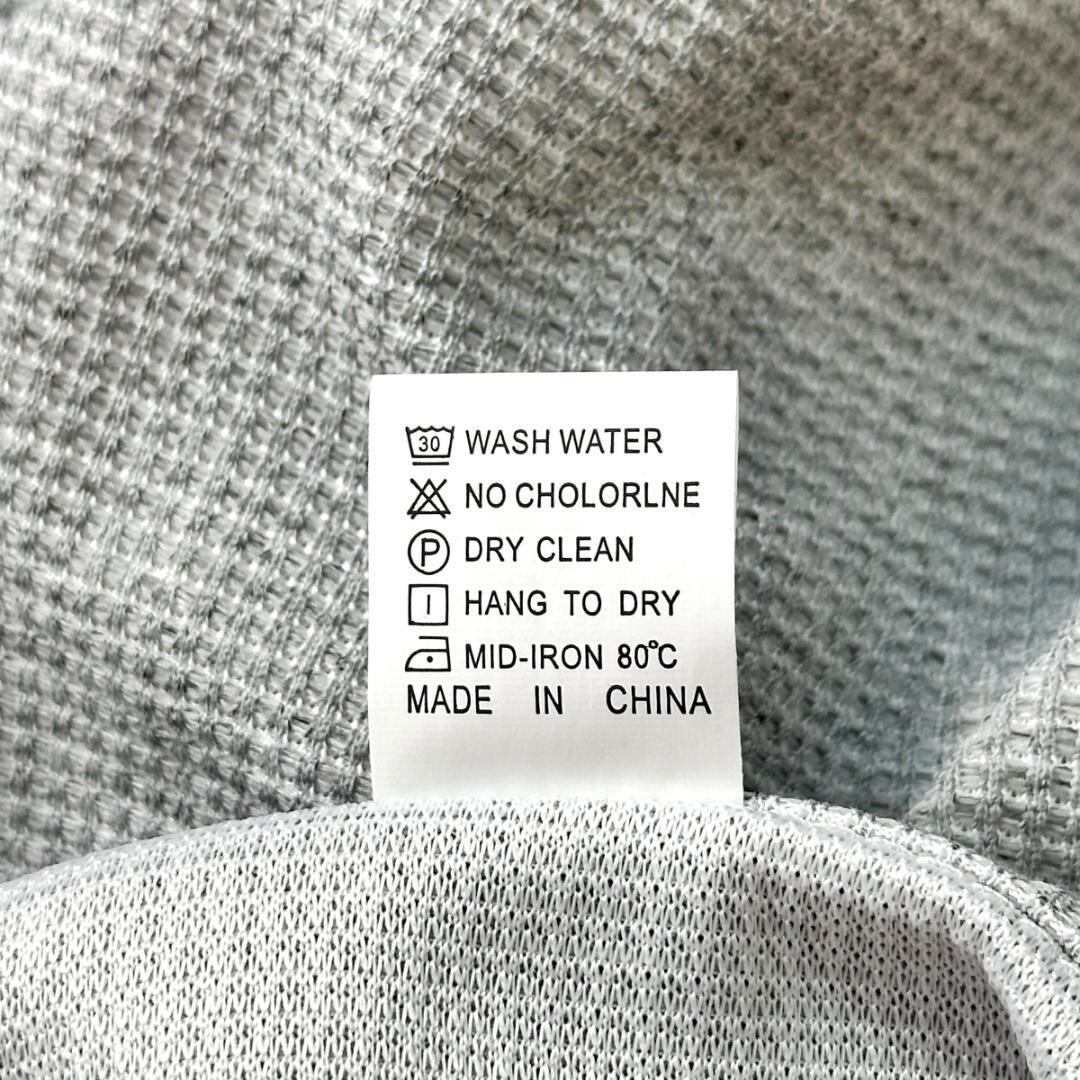 30 WASH WATER
NO CHOLORLNE
P DRY CLEAN
HANG TO DRY
MID-IRON 80℃
MADE IN CHINA